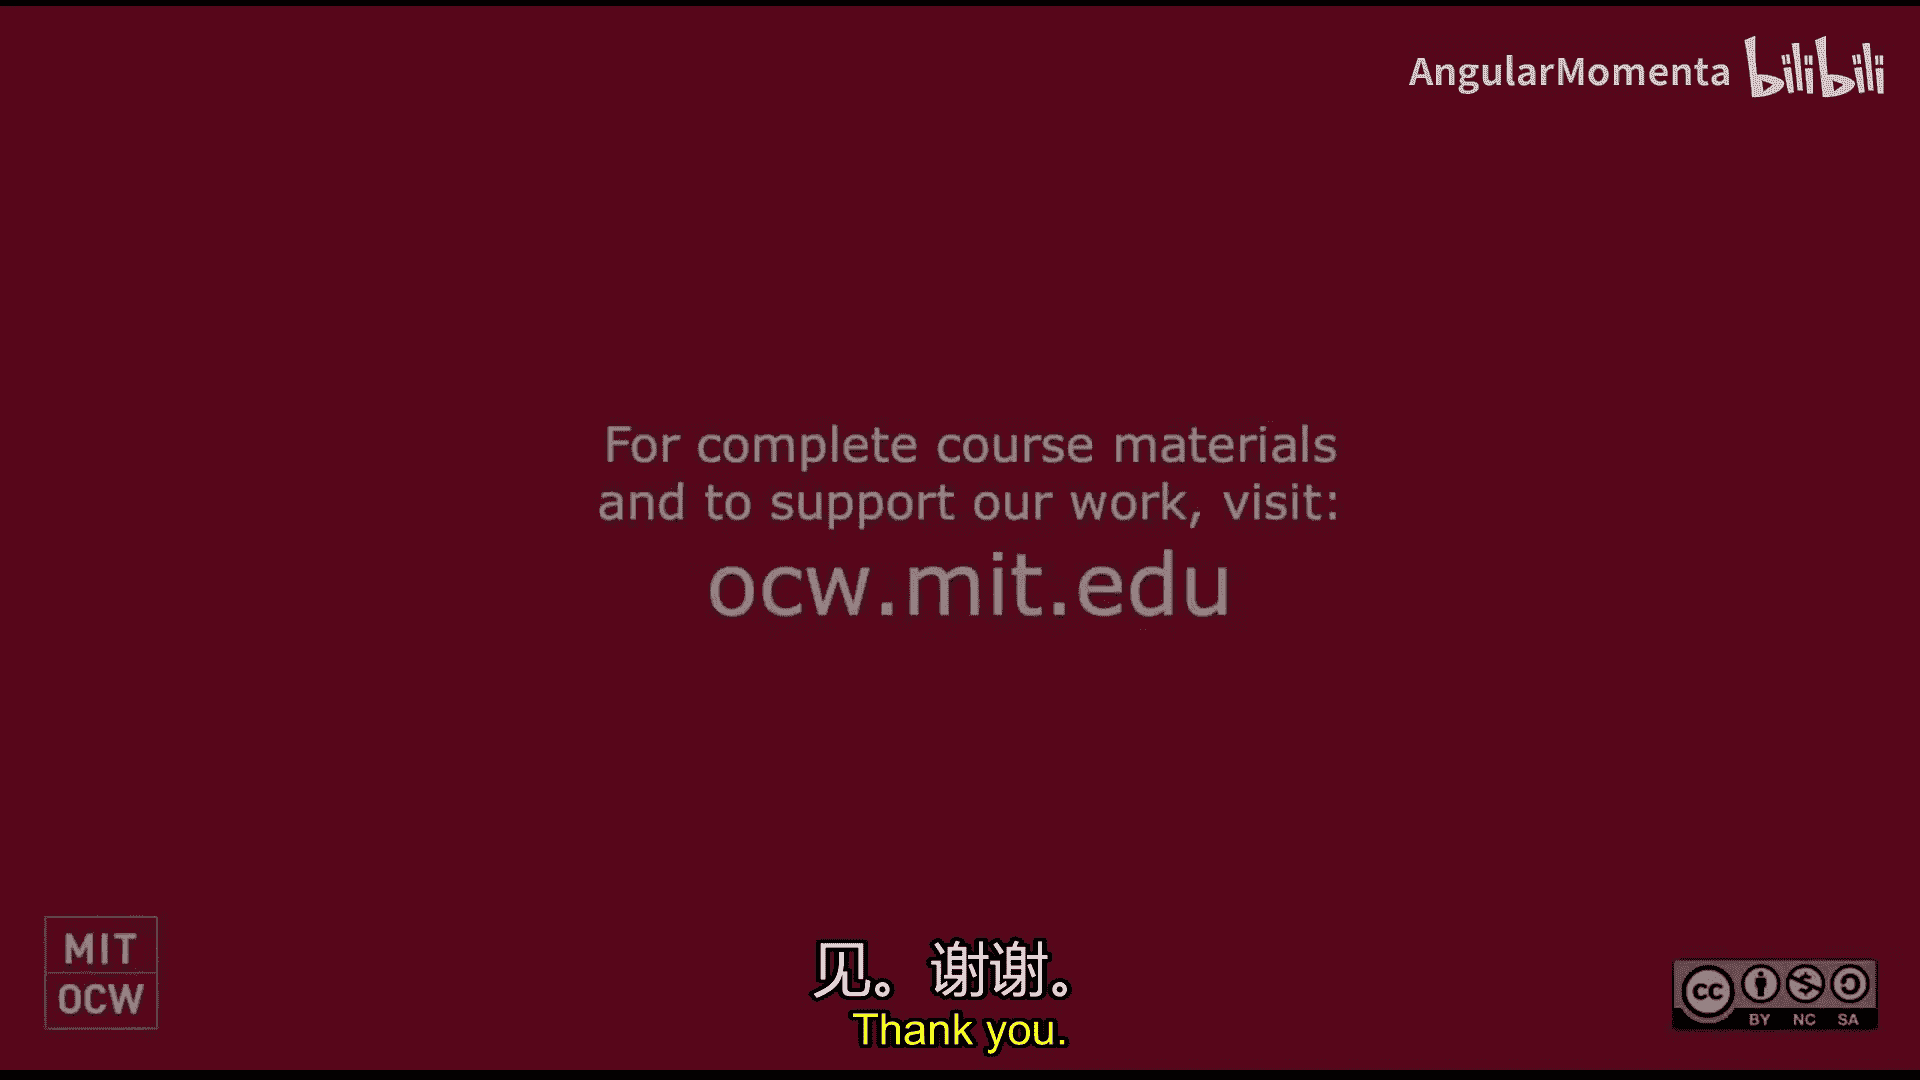 AngularMomenta bilibili
For complete course materials
and to support our work, visit:
ocw.mit.edu
MIT
OCW
见。谢谢。
Thank you.
cc
BY NC SA